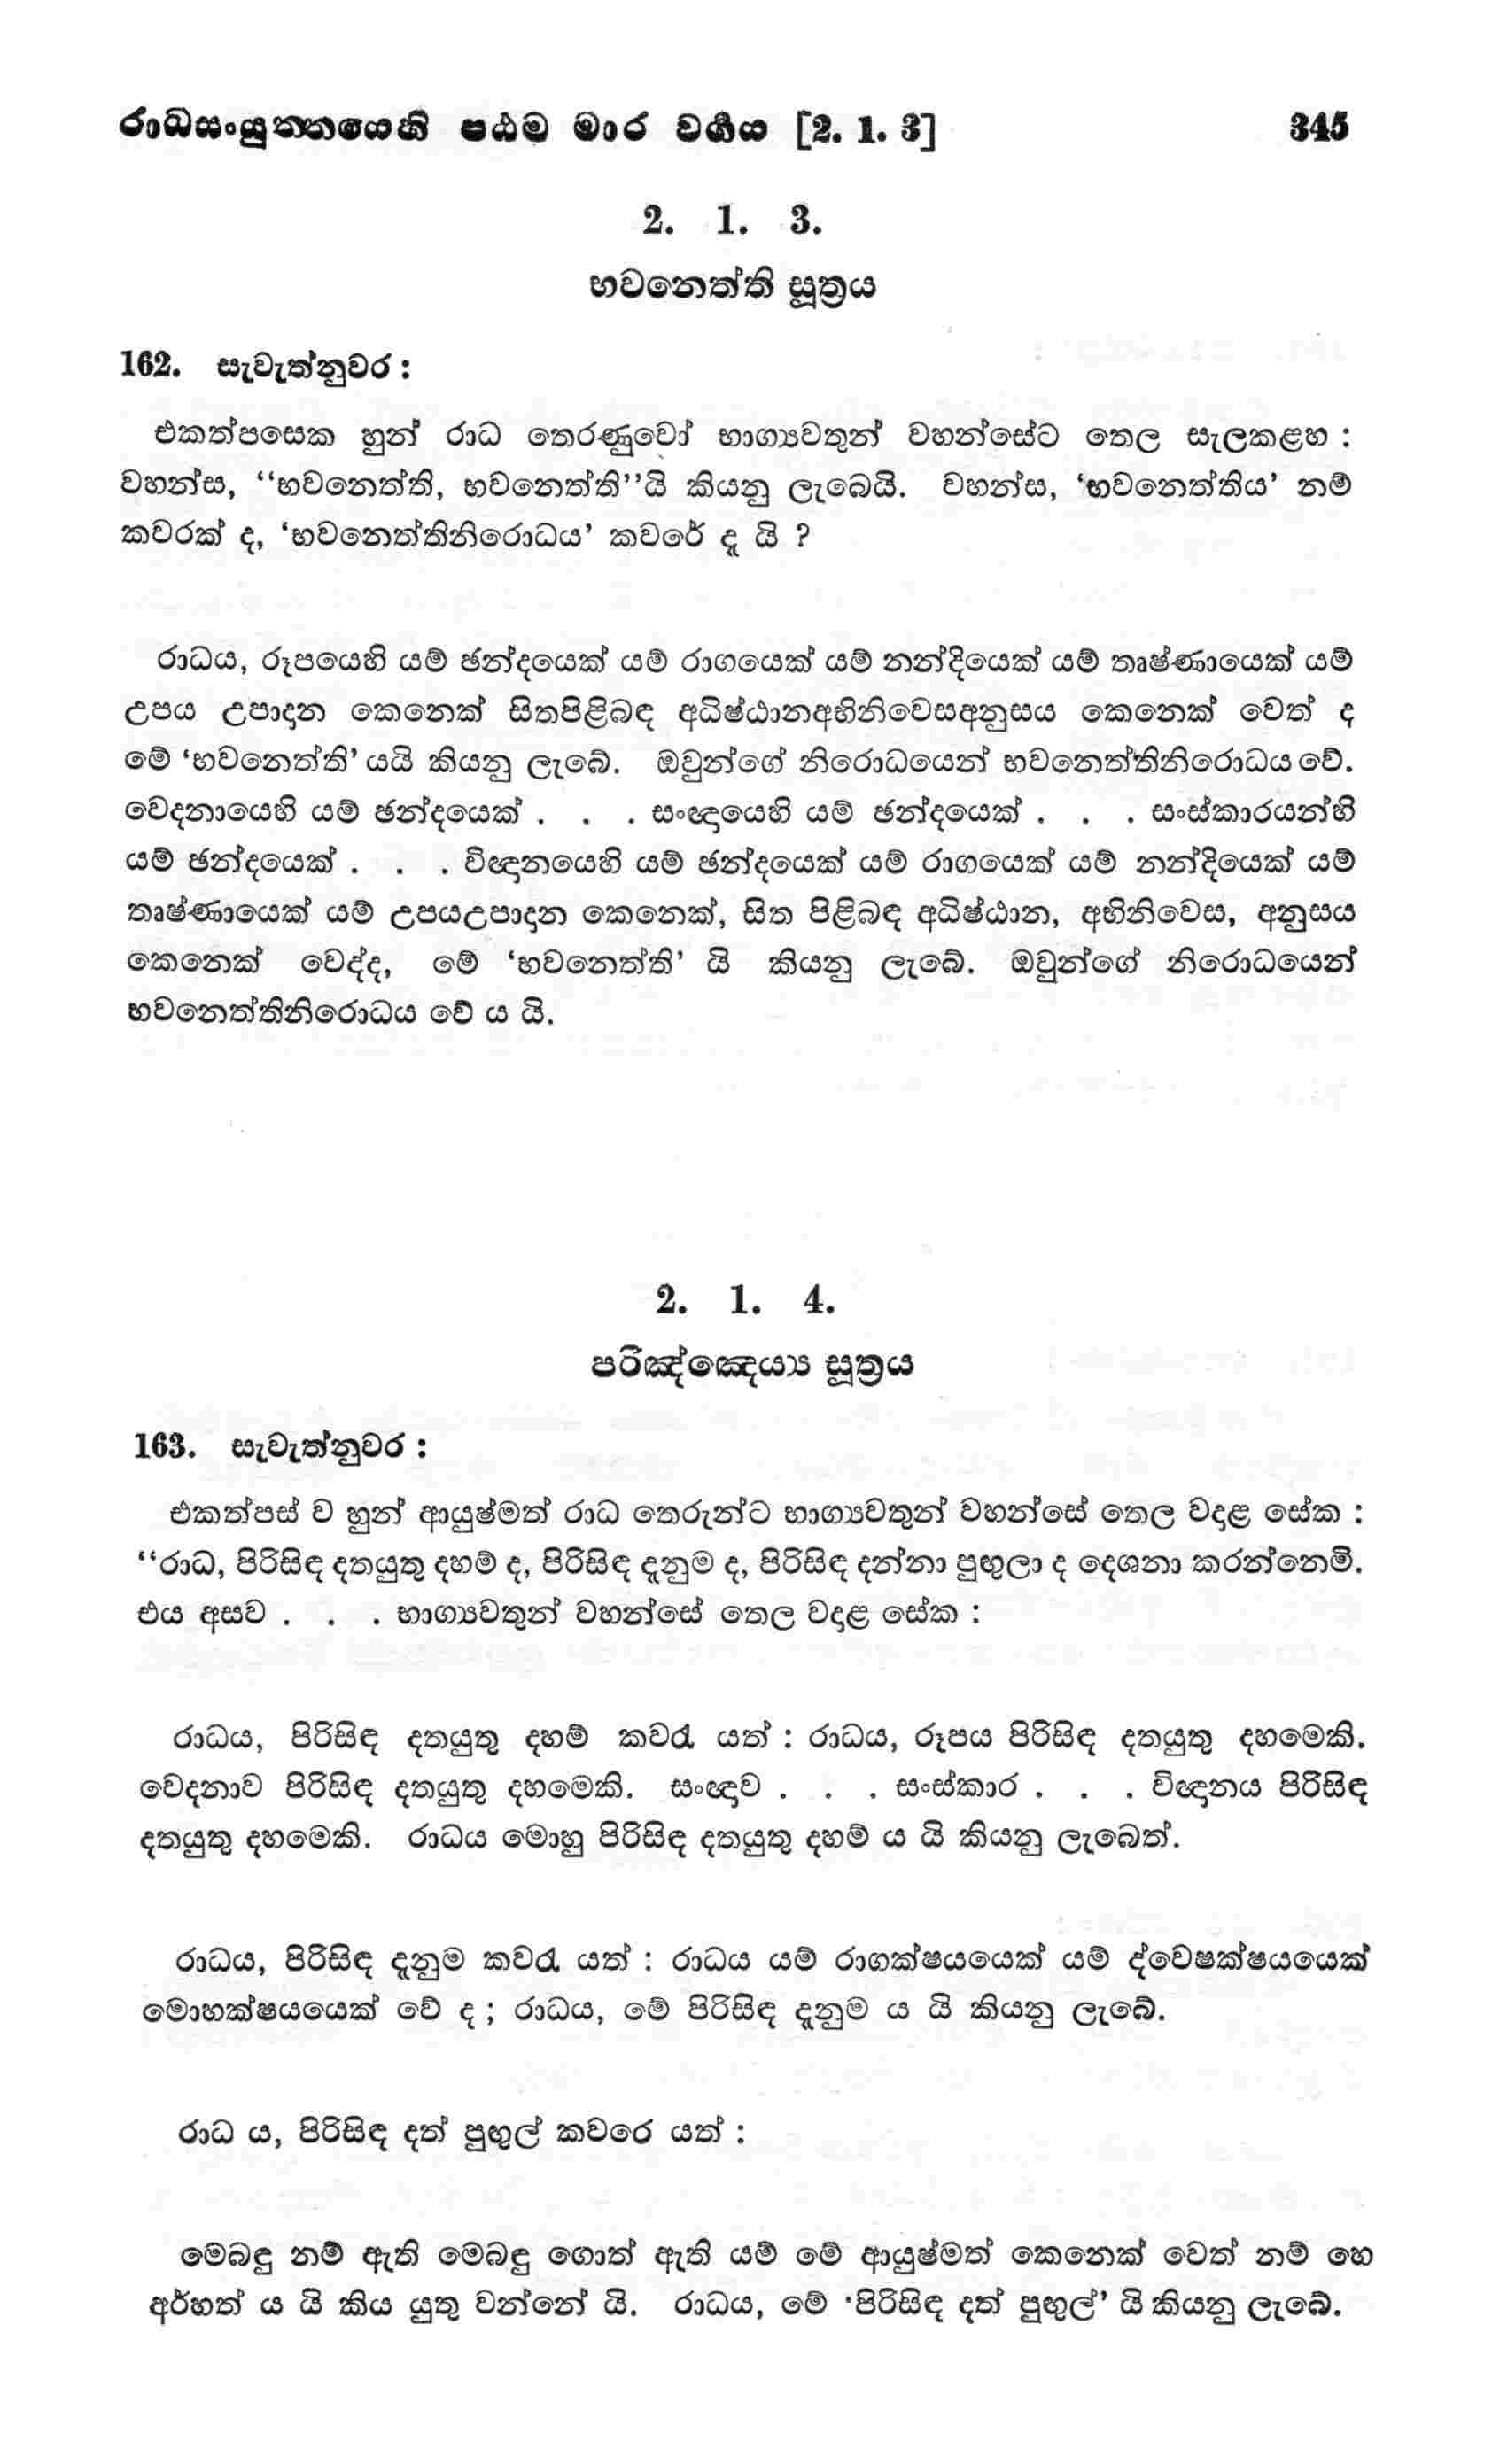 රාධසංයුත්තයෙහි පඨම මාර වර්‍ගය [2. 1. 3] 345
2. 1. 3.
භවනෙත්ති සූත්‍රය
162. සැවැත්නුවර :
එකත්පසෙක හුන් රාධ තෙරණුවෝ භාග්‍යවතුන් වහන්සේට තෙල සැලකළහ :
වහන්ස, “භවනෙත්ති, භවනෙත්ති”යි කියනු ලැබෙයි. වහන්ස, ‘භවනෙත්තිය’ නම්
කවරක් ද, ‘භවනෙත්තිනිරොධය’ කවරේ දැ යි ?
රාධය, රූපයෙහි යම් ඡන්දයෙක් යම් රාගයෙක් යම් නන්දියෙක් යම් තෘෂ්ණායෙක් යම්
උපය උපාදාන කෙනෙක් සිතපිළිබඳ අධිෂ්ඨානඅභිනිවෙසඅනුසය කෙනෙක් වෙත් ද
මේ ‘භවනෙත්ති’ යයි කියනු ලැබේ. ඔවුන්ගේ නිරොධයෙන් භවනෙත්තිනිරොධය වේ.
වෙදනායෙහි යම් ඡන්දයෙක් . . . සංඥායෙහි යම් ඡන්දයෙක් . . . සංස්කාරයන්හි
යම් ඡන්දයෙක් . . . විඥානයෙහි යම් ඡන්දයෙක් යම් රාගයෙක් යම් නන්දියෙක් යම්
තෘෂ්ණායෙක් යම් උපයඋපාදාන කෙනෙක්, සිත පිළිබඳ අධිෂ්ඨාන, අභිනිවෙස, අනුසය
කෙනෙක් වෙද්ද, මේ ‘භවනෙත්ති’ යි කියනු ලැබේ. ඔවුන්ගේ නිරොධයෙන්
භවනෙත්තිනිරොධය වේ ය යි.
2. 1. 4.
පරිඤ්ඤෙය්‍ය සූත්‍රය
163. සැවැත්නුවර :
එකත්පස් ව හුන් ආයුෂ්මත් රාධ තෙරුන්ට භාග්‍යවතුන් වහන්සේ තෙල වදාළ සේක :
“රාධ, පිරිසිඳ දතයුතු දහම් ද, පිරිසිඳ දැනුම ද, පිරිසිඳ දන්නා පුඟුලා ද දෙශනා කරන්නෙමි.
එය අසව . . . භාග්‍යවතුන් වහන්සේ තෙල වදාළ සේක :
රාධය, පිරිසිඳ දතයුතු දහම් කවරැ යත් : රාධය, රූපය පිරිසිඳ දතයුතු දහමෙකි.
වෙදනාව පිරිසිඳ දතයුතු දහමෙකි. සංඥාව . . . සංස්කාර . . . විඥානය පිරිසිඳ
දතයුතු දහමෙකි. රාධය මොහු පිරිසිඳ දතයුතු දහම් ය යි කියනු ලැබෙත්.
රාධය, පිරිසිඳ දැනුම කවරැ යත් : රාධය යම් රාගක්ෂයයෙක් යම් ද්වෙෂක්ෂයයෙක්
මොහක්ෂයයෙක් වේ ද ; රාධය, මේ පිරිසිඳ දැනුම ය යි කියනු ලැබේ.
රාධ ය, පිරිසිඳ දත් පුඟුල් කවරෙ යත් :
මෙබඳු නම් ඇති මෙබඳු ගොත් ඇති යම් මේ ආයුෂ්මත් කෙනෙක් වෙත් නම් හෙ
අර්හත් ය යි කිය යුතු වන්නේ යි. රාධය, මේ ‘පිරිසිඳ දත් පුඟුල්’ යි කියනු ලැබේ.